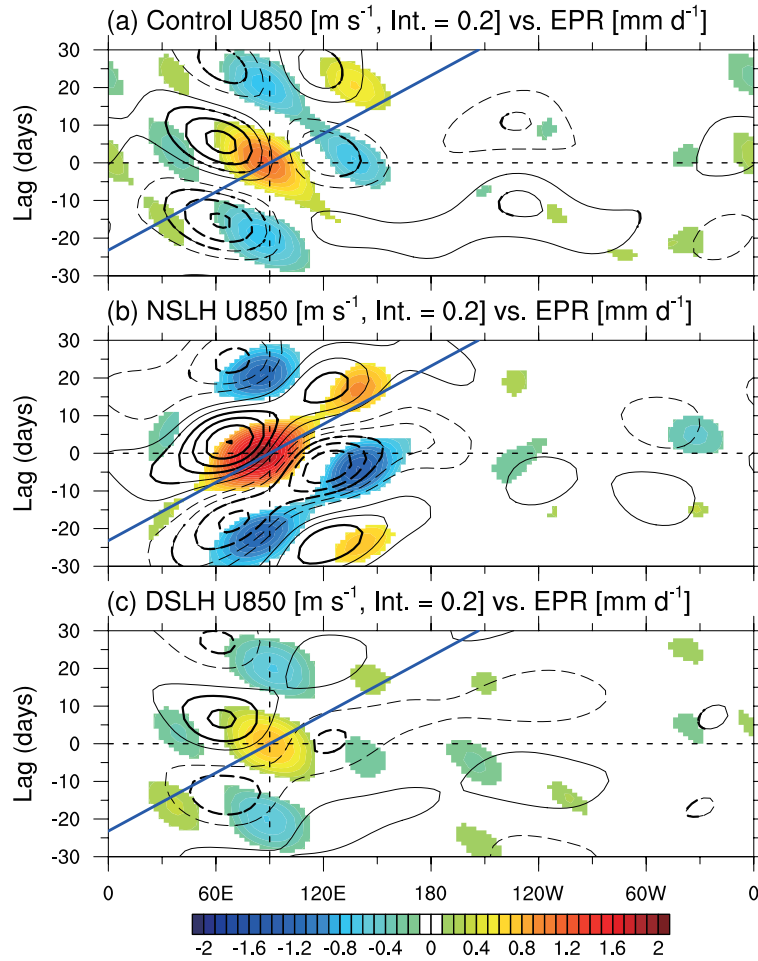 (a) Control U850 [m s⁻¹, Int. = 0.2] vs. EPR [mm d⁻¹]
30
20
10
0
-10
-20
-30
Lag (days)
(b) NSLH U850 [m s⁻¹, Int. = 0.2] vs. EPR [mm d⁻¹]
30
20
10
0
-10
-20
-30
Lag (days)
(c) DSLH U850 [m s⁻¹, Int. = 0.2] vs. EPR [mm d⁻¹]
30
20
10
0
-10
-20
-30
Lag (days)
0 60E 120E 180 120W 60W 0
-2 -1.6 -1.2 -0.8 -0.4 0 0.4 0.8 1.2 1.6 2